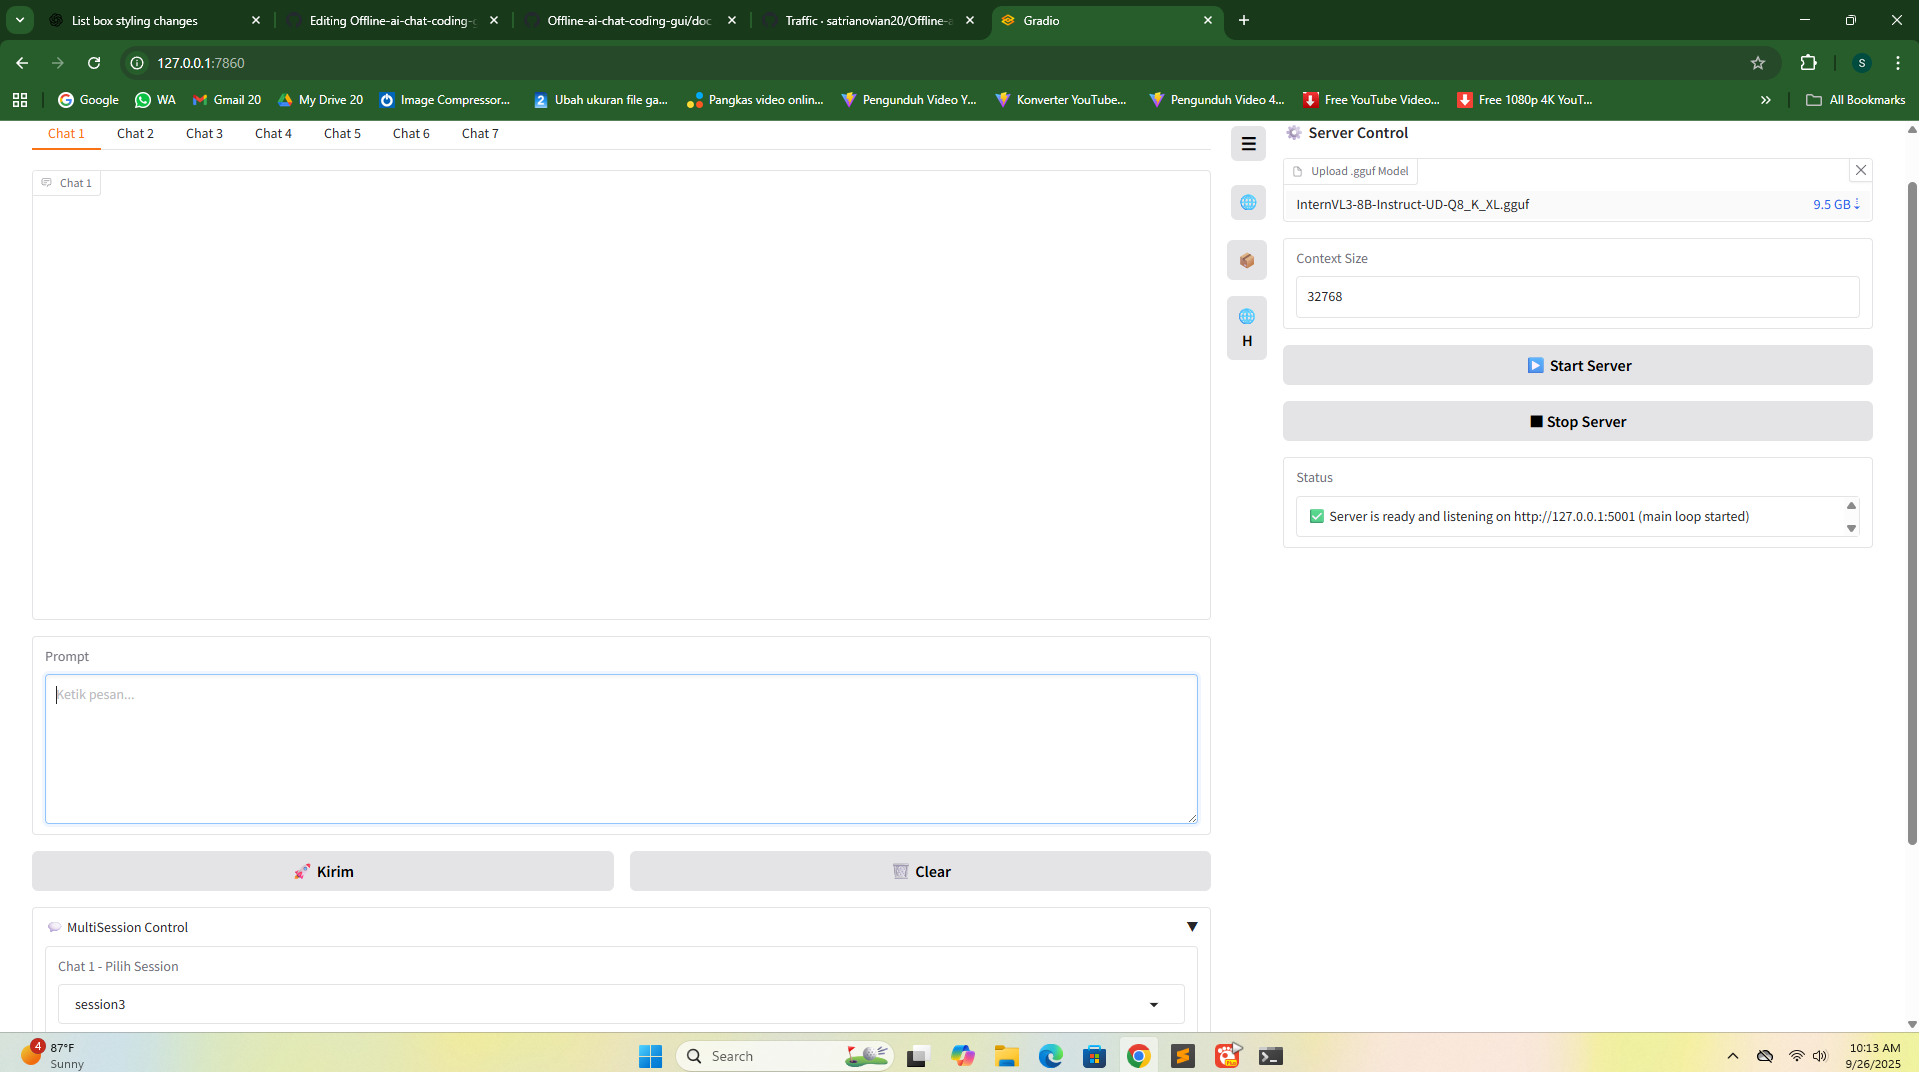 List box styling changes
Editing Offline-ai-chat-coding-g
Offline-ai-chat-coding-gui/doc
Traffic · satrianovian20/Offline-a
Gradio
127.0.0.1:7860
S
Google
WA
Gmail 20
My Drive 20
Image Compressor...
2 Ubah ukuran file ga...
Pangkas video onlin...
Pengunduh Video Y...
Konverter YouTube...
Pengunduh Video 4...
Free YouTube Video...
Free 1080p 4K YouT...
All Bookmarks
Chat 1
Chat 2
Chat 3
Chat 4
Chat 5
Chat 6
Chat 7
Chat 1
H
Server Control
Upload .gguf Model
InternVL3-8B-Instruct-UD-Q8_K_XL.gguf
9.5 GB
Context Size
32768
Start Server
Stop Server
Status
Server is ready and listening on http://127.0.0.1:5001 (main loop started)
Prompt
Ketik pesan...
Kirim
Clear
MultiSession Control
Chat 1 - Pilih Session
session3
4
87°F
Sunny
Search
10:13 AM
9/26/2025